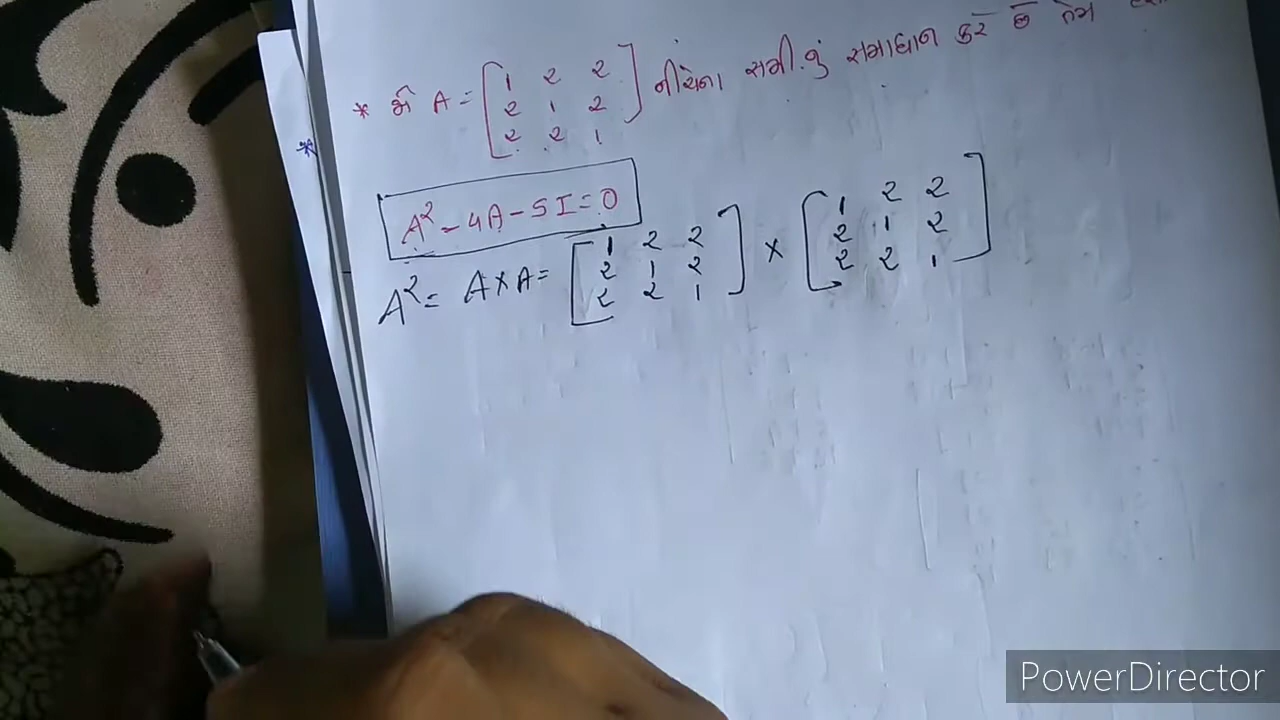 * જો A = [ 1 2 2 ] નીચેના સમી.નું સમાધાન કરે છે તેમ
2 1 2
2 2 1
*
A² - 4A - 5I = 0
A² = A × A = [ 1 2 2 ] × [ 1 2 2 ]
2 1 2 2 1 2
2 2 1 2 2 1
PowerDirector